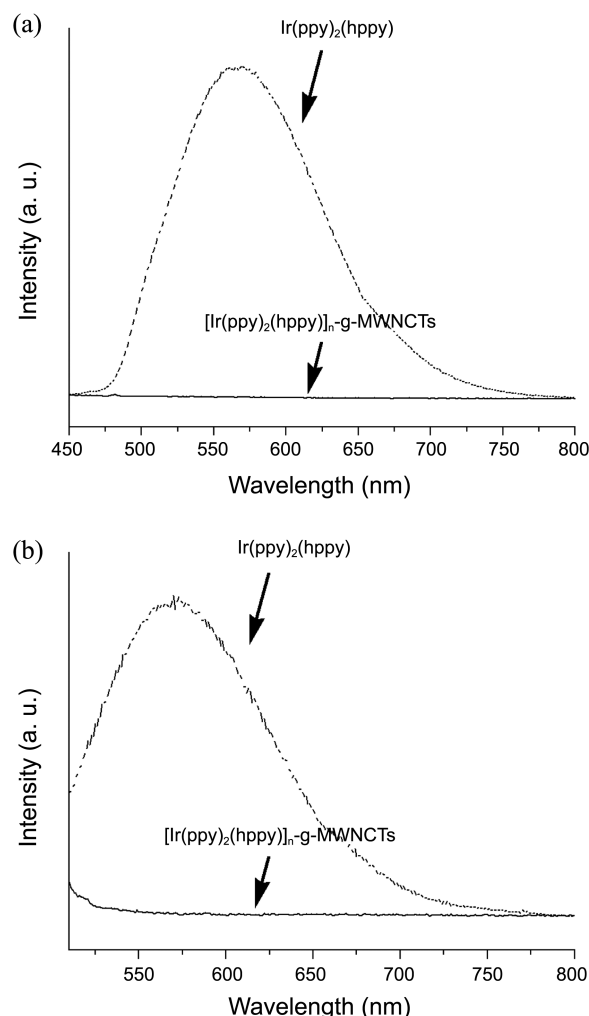 (a)
Ir(ppy)₂(hppy)
[Ir(ppy)₂(hppy)]ₙ-g-MWNCTs
Intensity (a. u.)
450 500 550 600 650 700 750 800
Wavelength (nm)
(b)
Ir(ppy)₂(hppy)
[Ir(ppy)₂(hppy)]ₙ-g-MWNCTs
Intensity (a. u.)
550 600 650 700 750 800
Wavelength (nm)